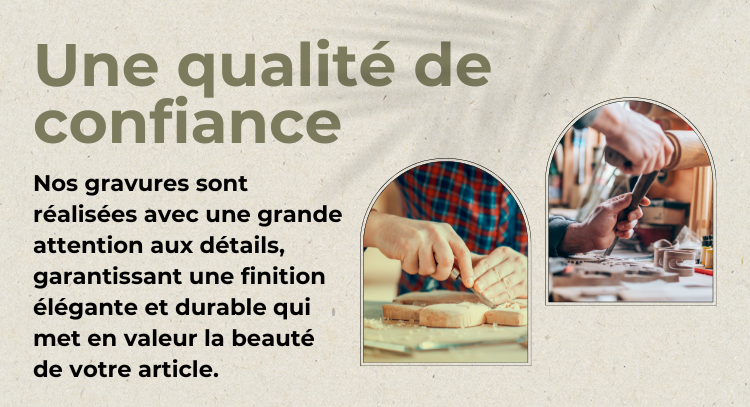 Une qualité de
confiance
Nos gravures sont
réalisées avec une grande
attention aux détails,
garantissant une finition
élégante et durable qui
met en valeur la beauté
de votre article.